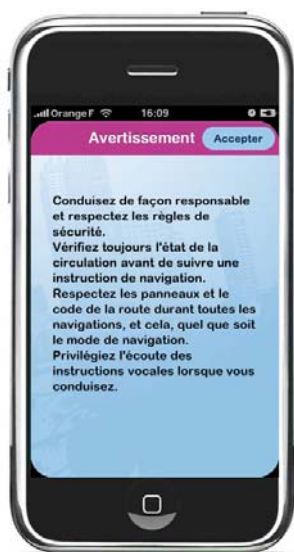 Orange F 16:09
Avertissement Accepter
Conduisez de façon responsable
et respectez les règles de
sécurité.
Vérifiez toujours l'état de la
circulation avant de suivre une
instruction de navigation.
Respectez les panneaux et le
code de la route durant toutes les
navigations, et cela, quel que soit
le mode de navigation.
Privilégiez l'écoute des
instructions vocales lorsque vous
conduisez.